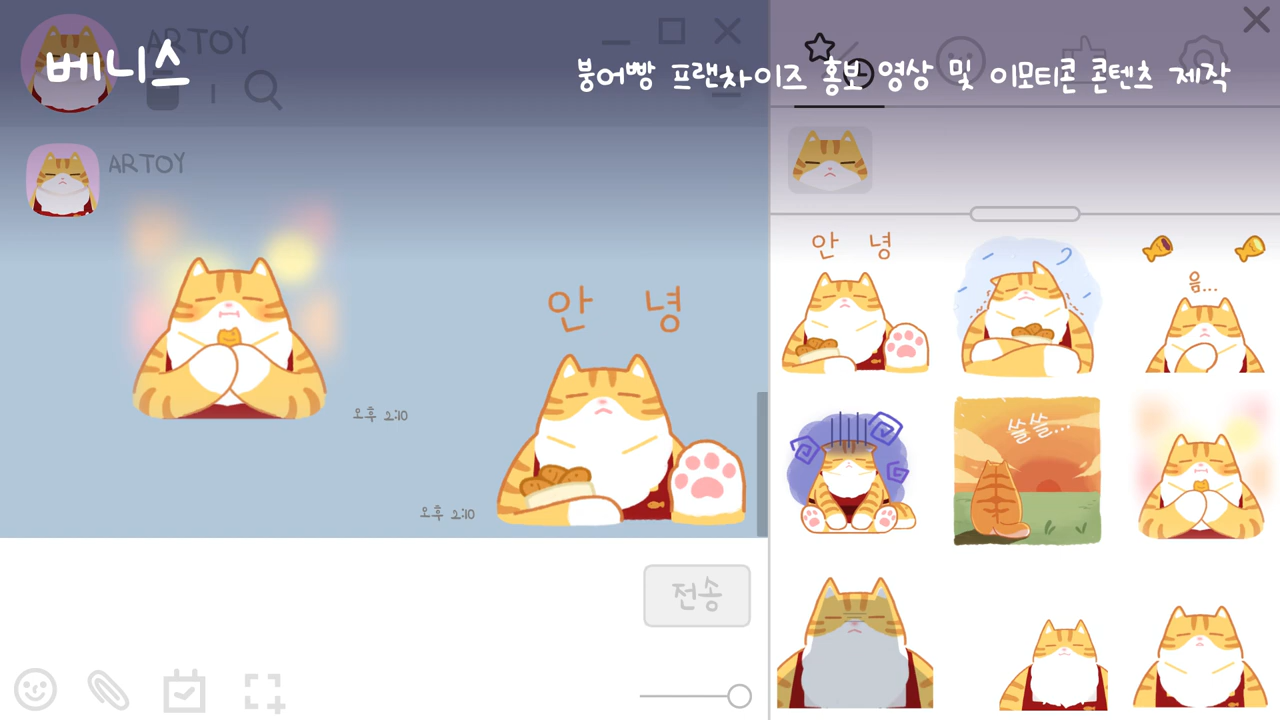 ARTOY
베니스
붕어빵 프랜차이즈 홍보 영상 및 이모티콘 콘텐츠 제작
ARTOY
오후 2:10
안 녕
오후 2:10
전송
안 녕
음...
쓸쓸...